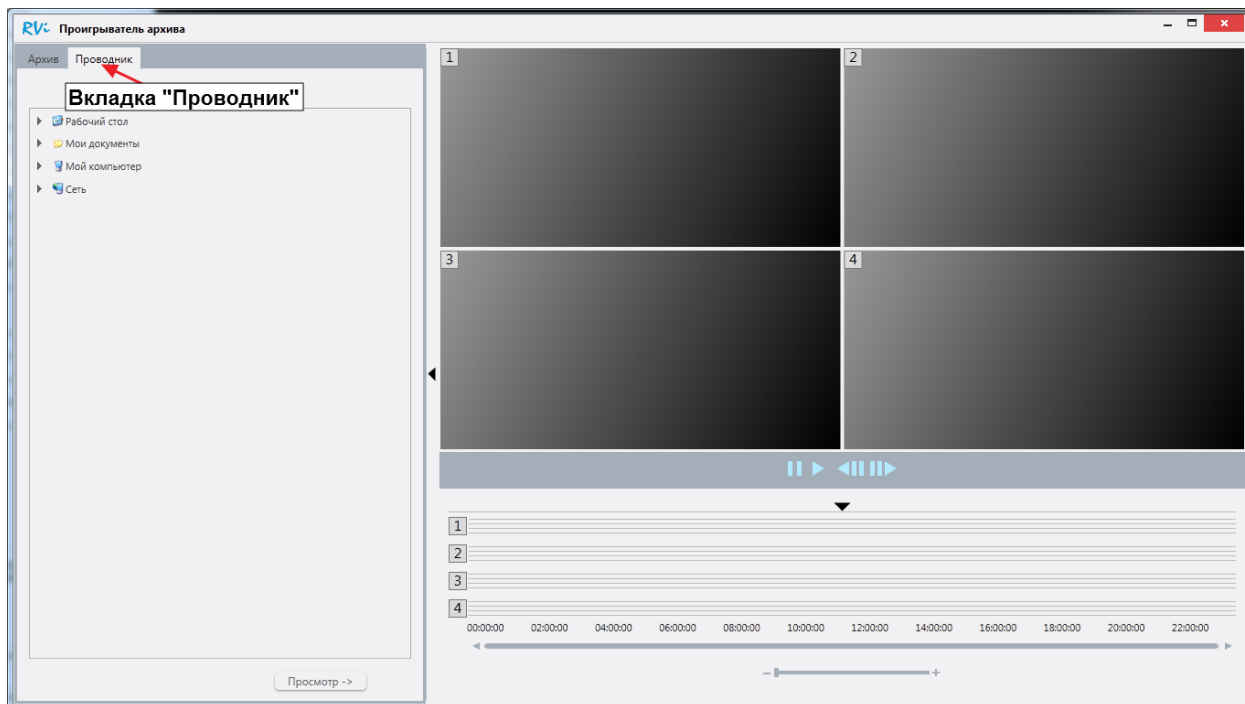 RVi Проигрыватель архива
Архив Проводник
Вкладка "Проводник"
Рабочий стол
Мои документы
Мой компьютер
Сеть
Просмотр ->
1
2
3
4
1
2
3
4
00:00:00 02:00:00 04:00:00 06:00:00 08:00:00 10:00:00 12:00:00 14:00:00 16:00:00 18:00:00 20:00:00 22:00:00